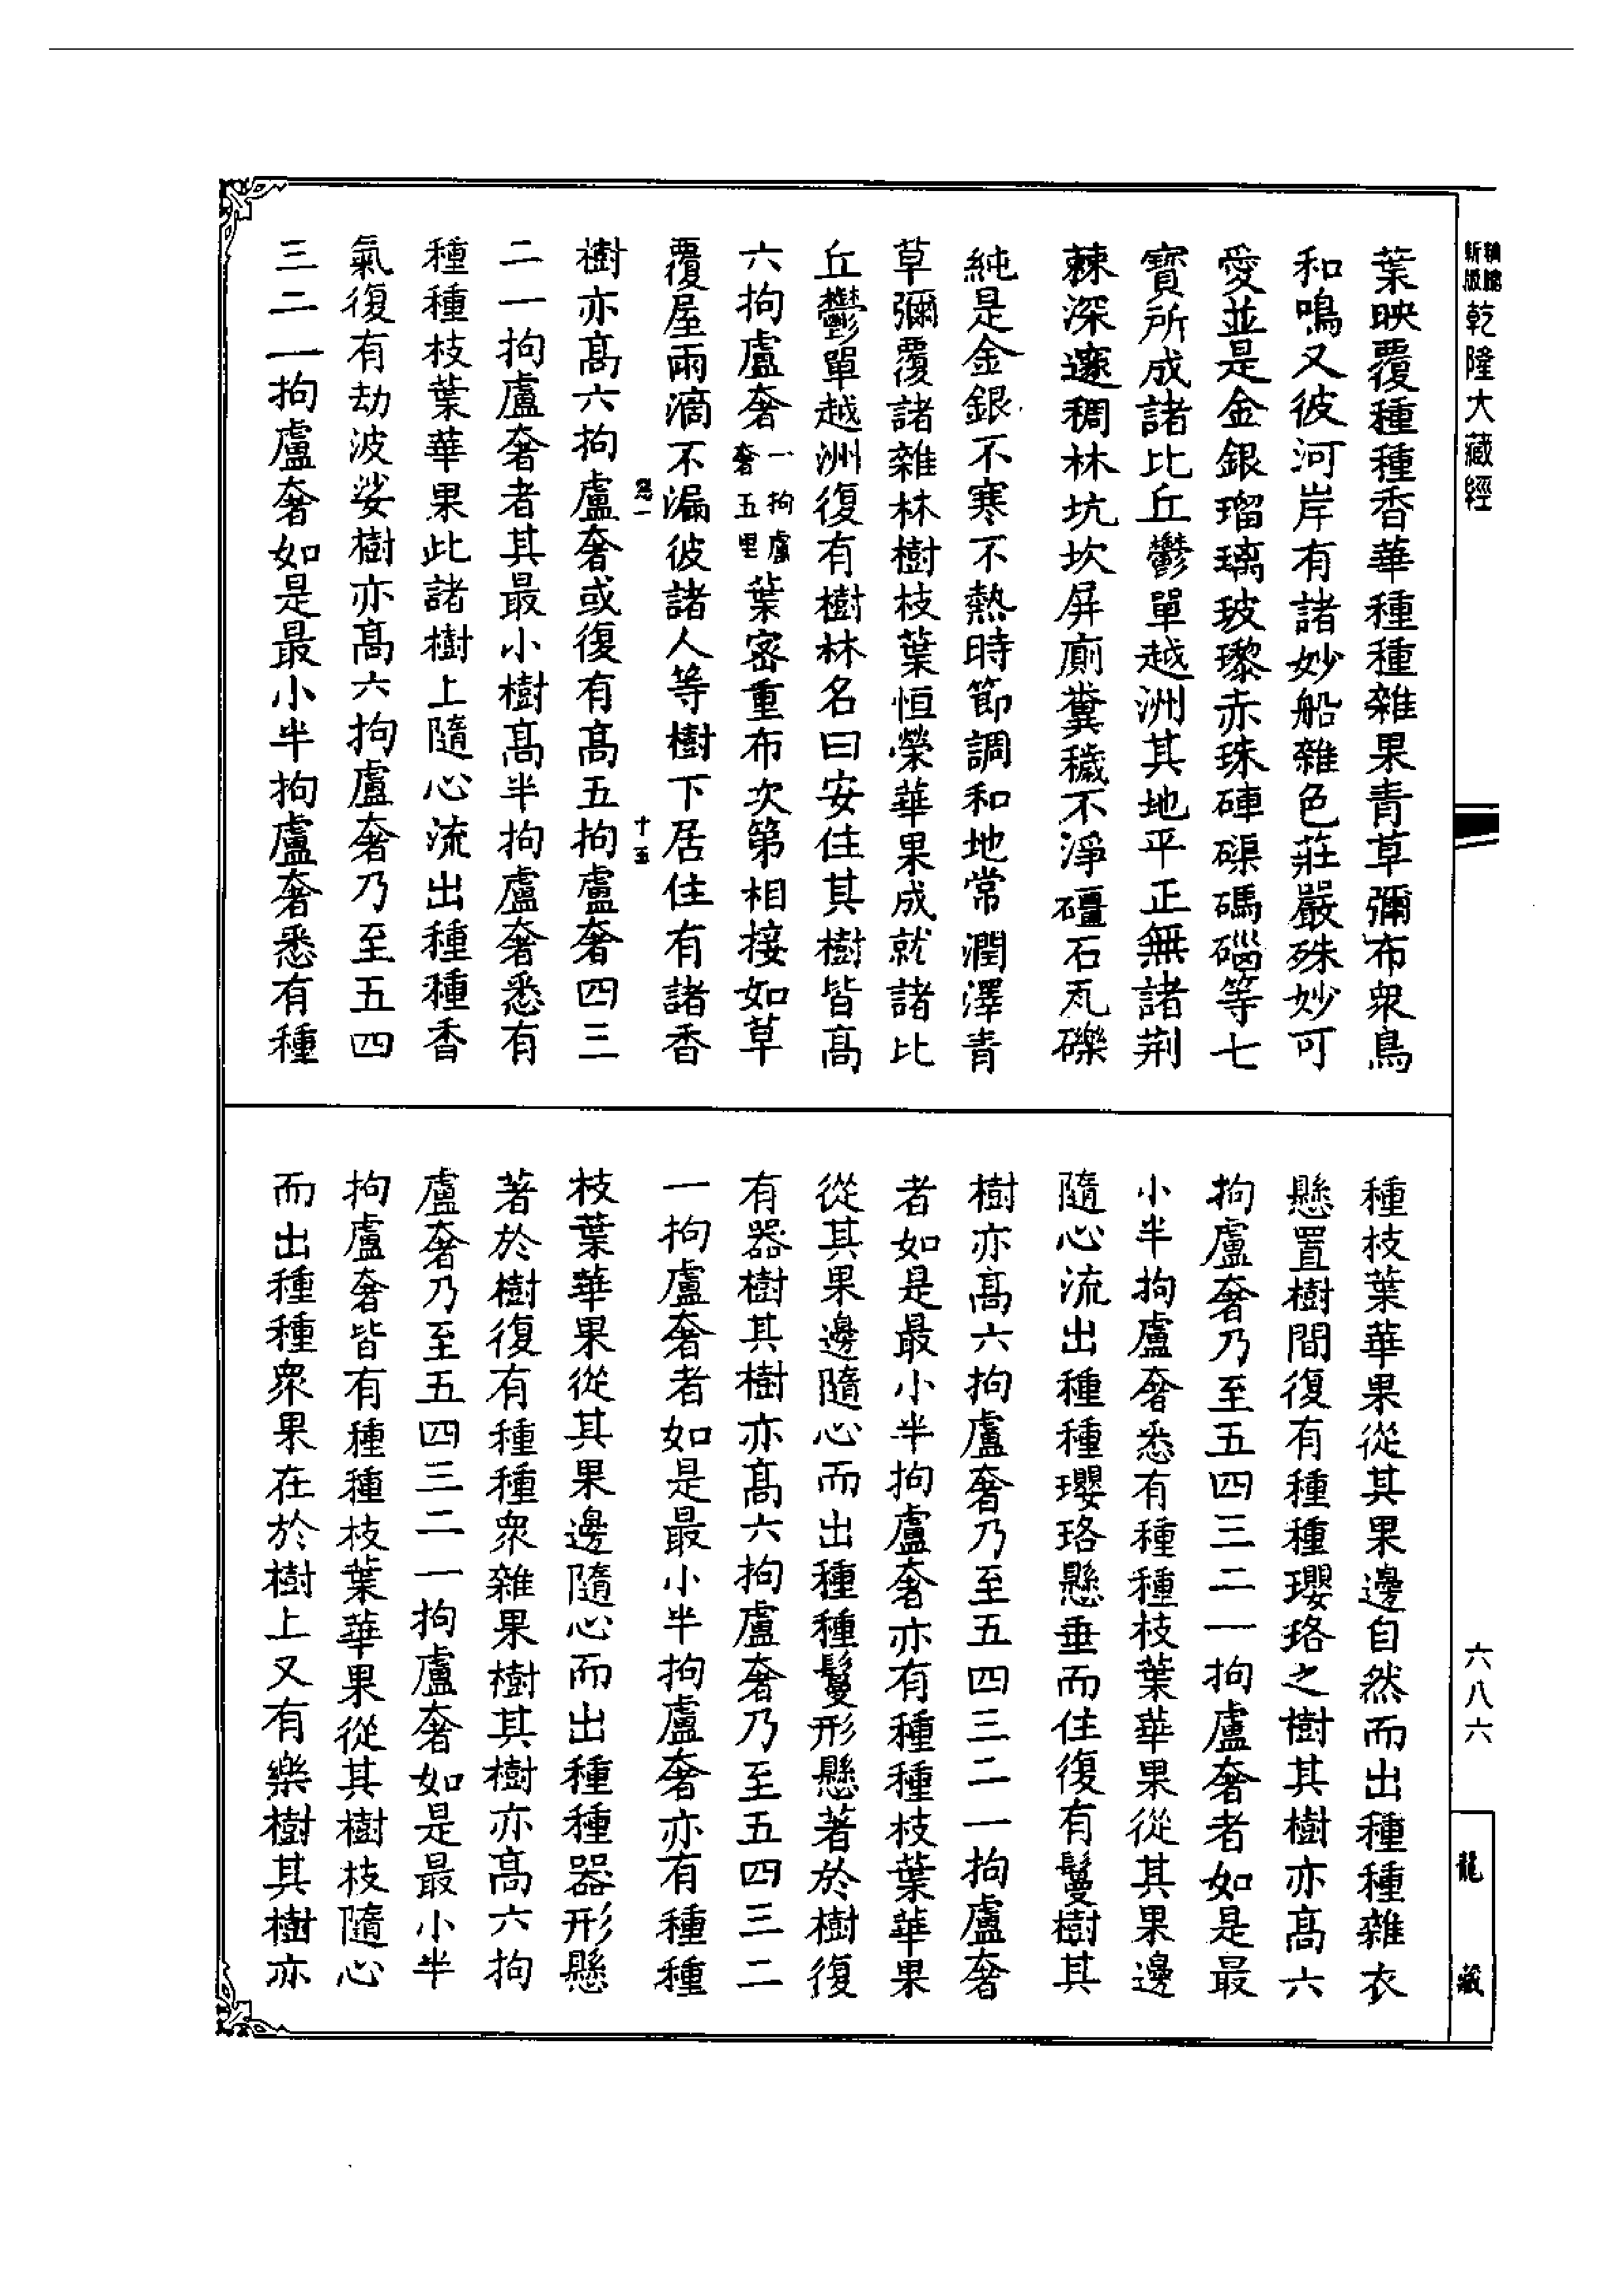 乾隆大藏經
葉映覆種種香華種種雜果青草彌布衆鳥
和鳴又彼河岸有諸妙船雜色莊嚴殊妙可
愛並是金銀瑠璃玻瓈赤珠硨磲碼碯等七
寶所成諸比丘鬱單越洲其地平正無諸荆
棘深邃稠林坑坎屏廁糞穢不淨礓石瓦礫
純是金銀不寒不熱時節調和地常潤澤青
草彌覆諸雜林樹枝葉恒榮華果成就諸比
丘鬱單越洲復有樹林名曰安住其樹皆高
六拘盧奢一拘盧奢五里葉密重布次第相接如草
覆屋雨滴不漏彼諸人等樹下居住有諸香
十五
樹亦高六拘盧奢或復有高五拘盧奢四三
二一拘盧奢者其最小樹高半拘盧奢悉有
種種枝葉華果此諸樹上隨心流出種種香
氣復有劫波娑樹亦高六拘盧奢乃至五四
三二一拘盧奢如是最小半拘盧奢悉有種
種枝葉華果從其果邊自然而出種種雜衣
懸置樹間復有種種瓔珞之樹其樹亦高六
拘盧奢乃至五四三二一拘盧奢者如是最
小半拘盧奢悉有種種枝葉華果從其果邊
隨心流出種種瓔珞懸垂而住復有鬘樹其
樹亦高六拘盧奢乃至五四三二一拘盧奢
者如是最小半拘盧奢亦有種種枝葉華果
從其果邊隨心而出種種鬘形懸著於樹復
有器樹其樹亦高六拘盧奢乃至五四三二
一拘盧奢者如是最小半拘盧奢亦有種種
枝葉華果從其果邊隨心而出種種器形懸
著於樹復有種種衆雜果樹其樹亦高六拘
盧奢乃至五四三二一拘盧奢如是最小半
拘盧奢皆有種種枝葉華果從其樹枝隨心
而出種種衆果在於樹上又有樂樹其樹亦
六八六
龍藏